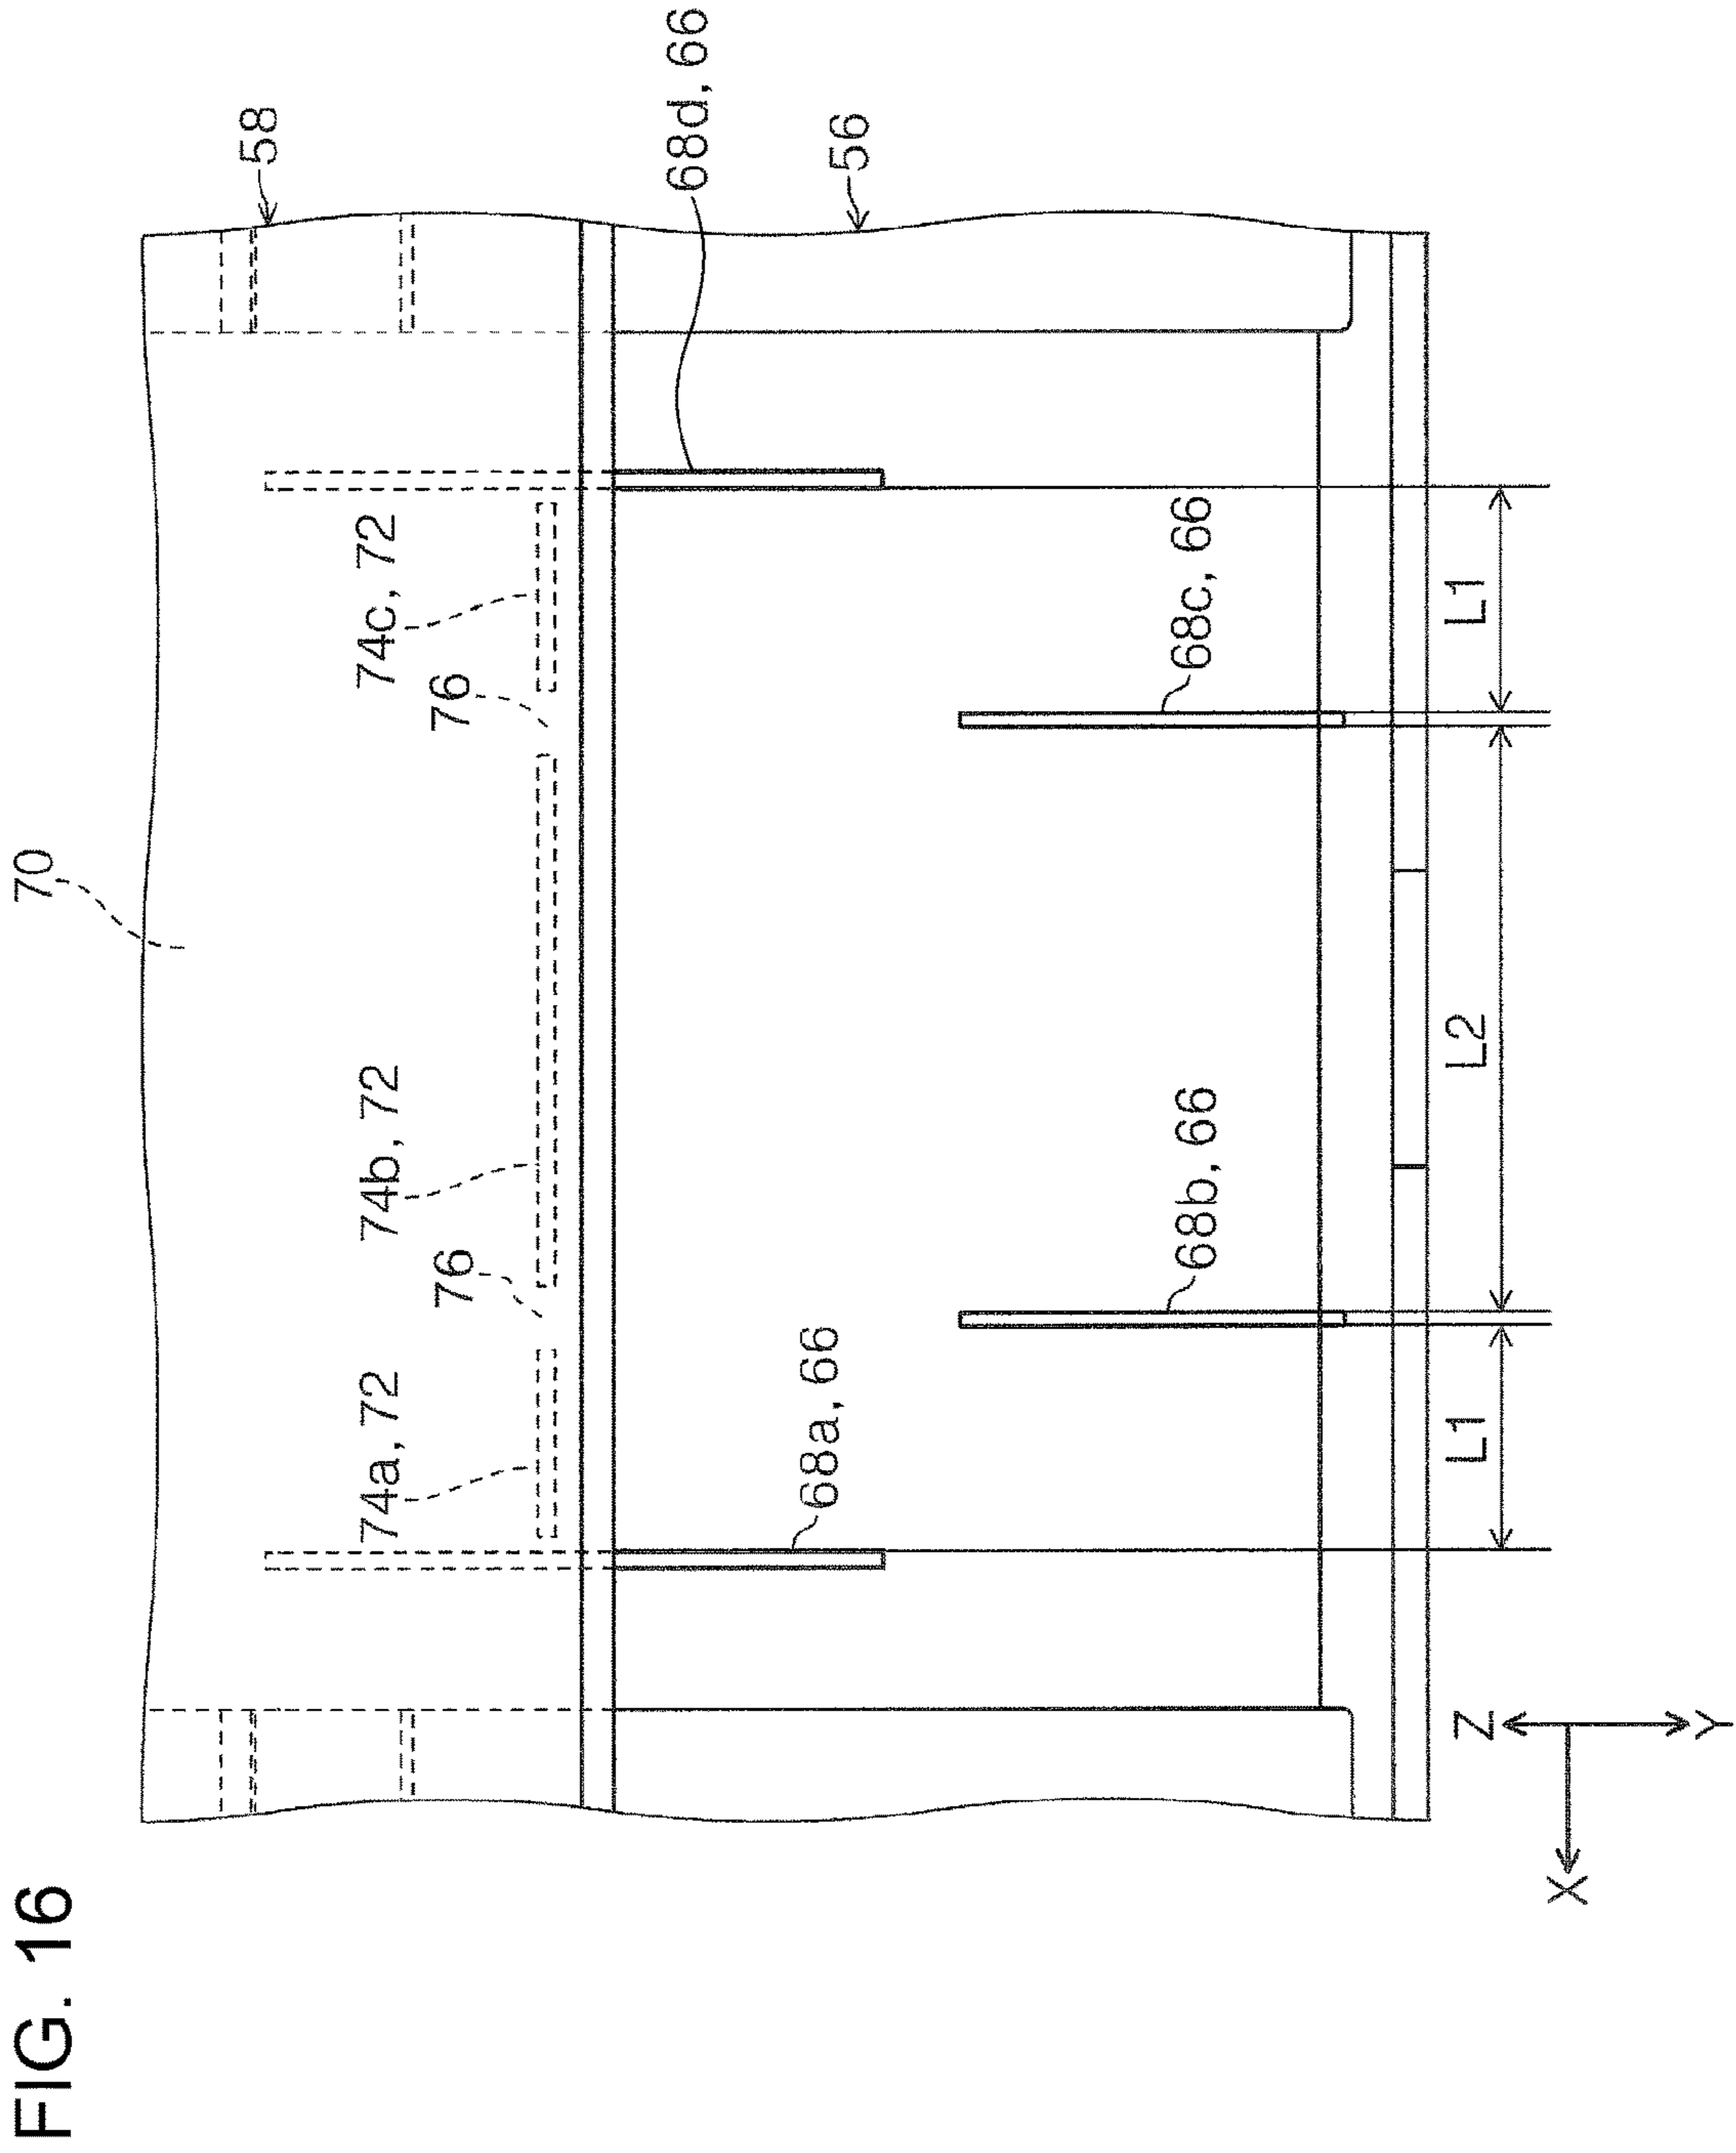 FIG. 16
70
58
74a, 72
76
74b, 72
76
74c, 72
68d, 66
56
68a, 66
68b, 66
68c, 66
L1
L2
L1
Z
X
Y